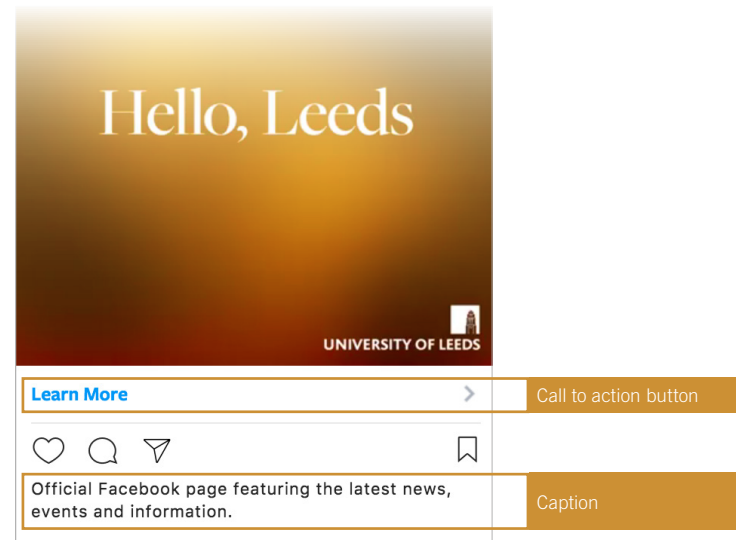 Hello, Leeds
UNIVERSITY OF LEEDS
Learn More
Call to action button
Official Facebook page featuring the latest news,
events and information.
Caption